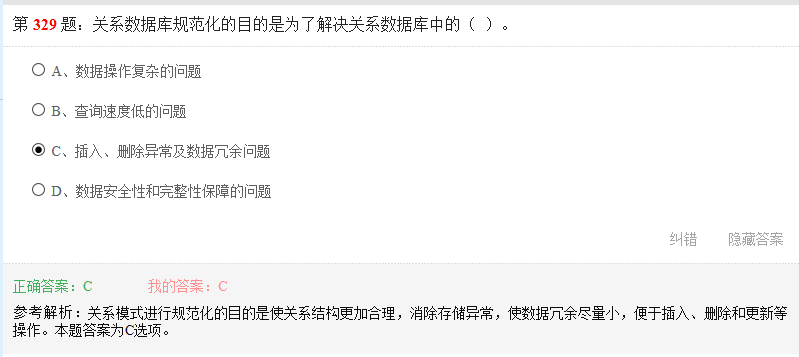 第 329 题：关系数据库规范化的目的是为了解决关系数据库中的（ ）。
A、数据操作复杂的问题
B、查询速度低的问题
C、插入、删除异常及数据冗余问题
D、数据安全性和完整性保障的问题
纠错 隐藏答案
正确答案：C 我的答案：C
参考解析：关系模式进行规范化的目的是使关系结构更加合理，消除存储异常，使数据冗余尽量小，便于插入、删除和更新等
操作。本题答案为C选项。